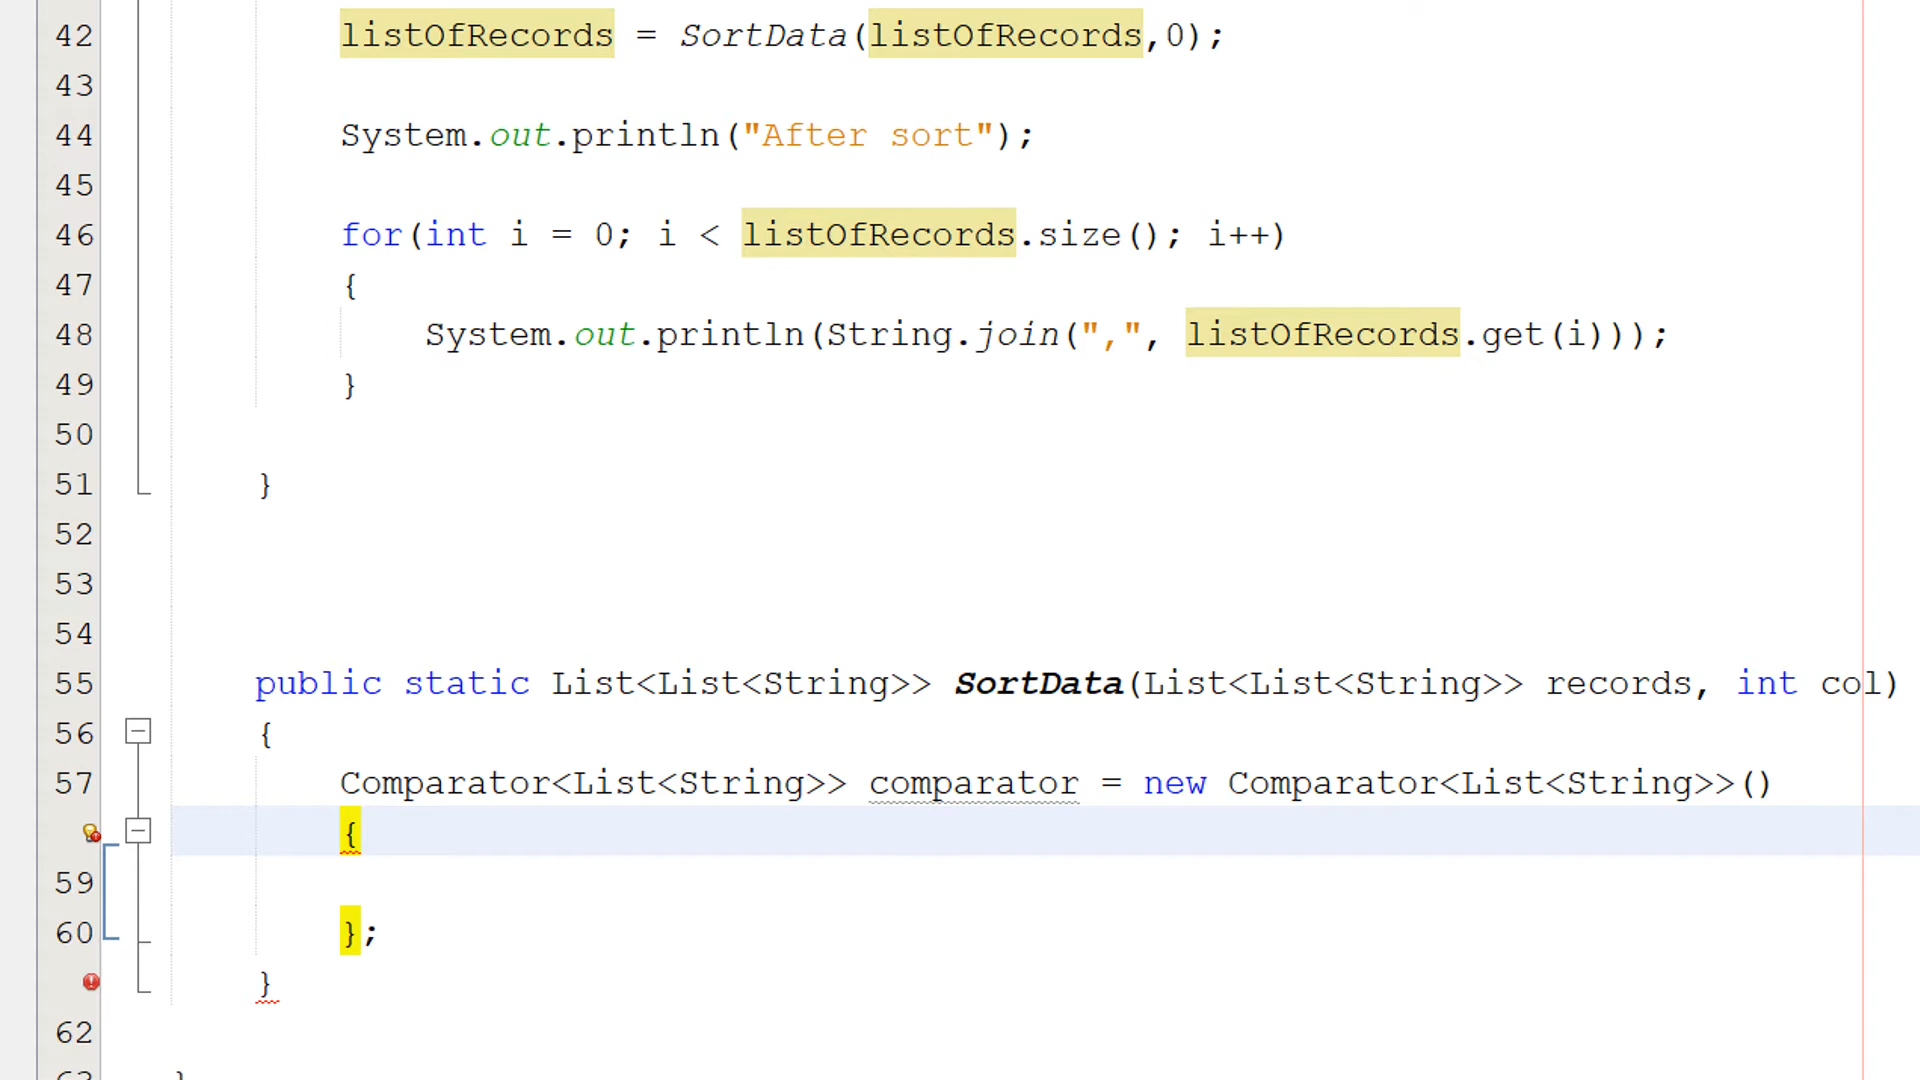 42 listOfRecords = SortData(listOfRecords,0);
43
44 System.out.println("After sort");
45
46 for(int i = 0; i < listOfRecords.size(); i++)
47 {
48 System.out.println(String.join(",", listOfRecords.get(i)));
49 }
50
51 }
52
53
54
55 public static List<List<String>> SortData(List<List<String>> records, int col)
56 {
57 Comparator<List<String>> comparator = new Comparator<List<String>>()
{
59
60 };
}
62